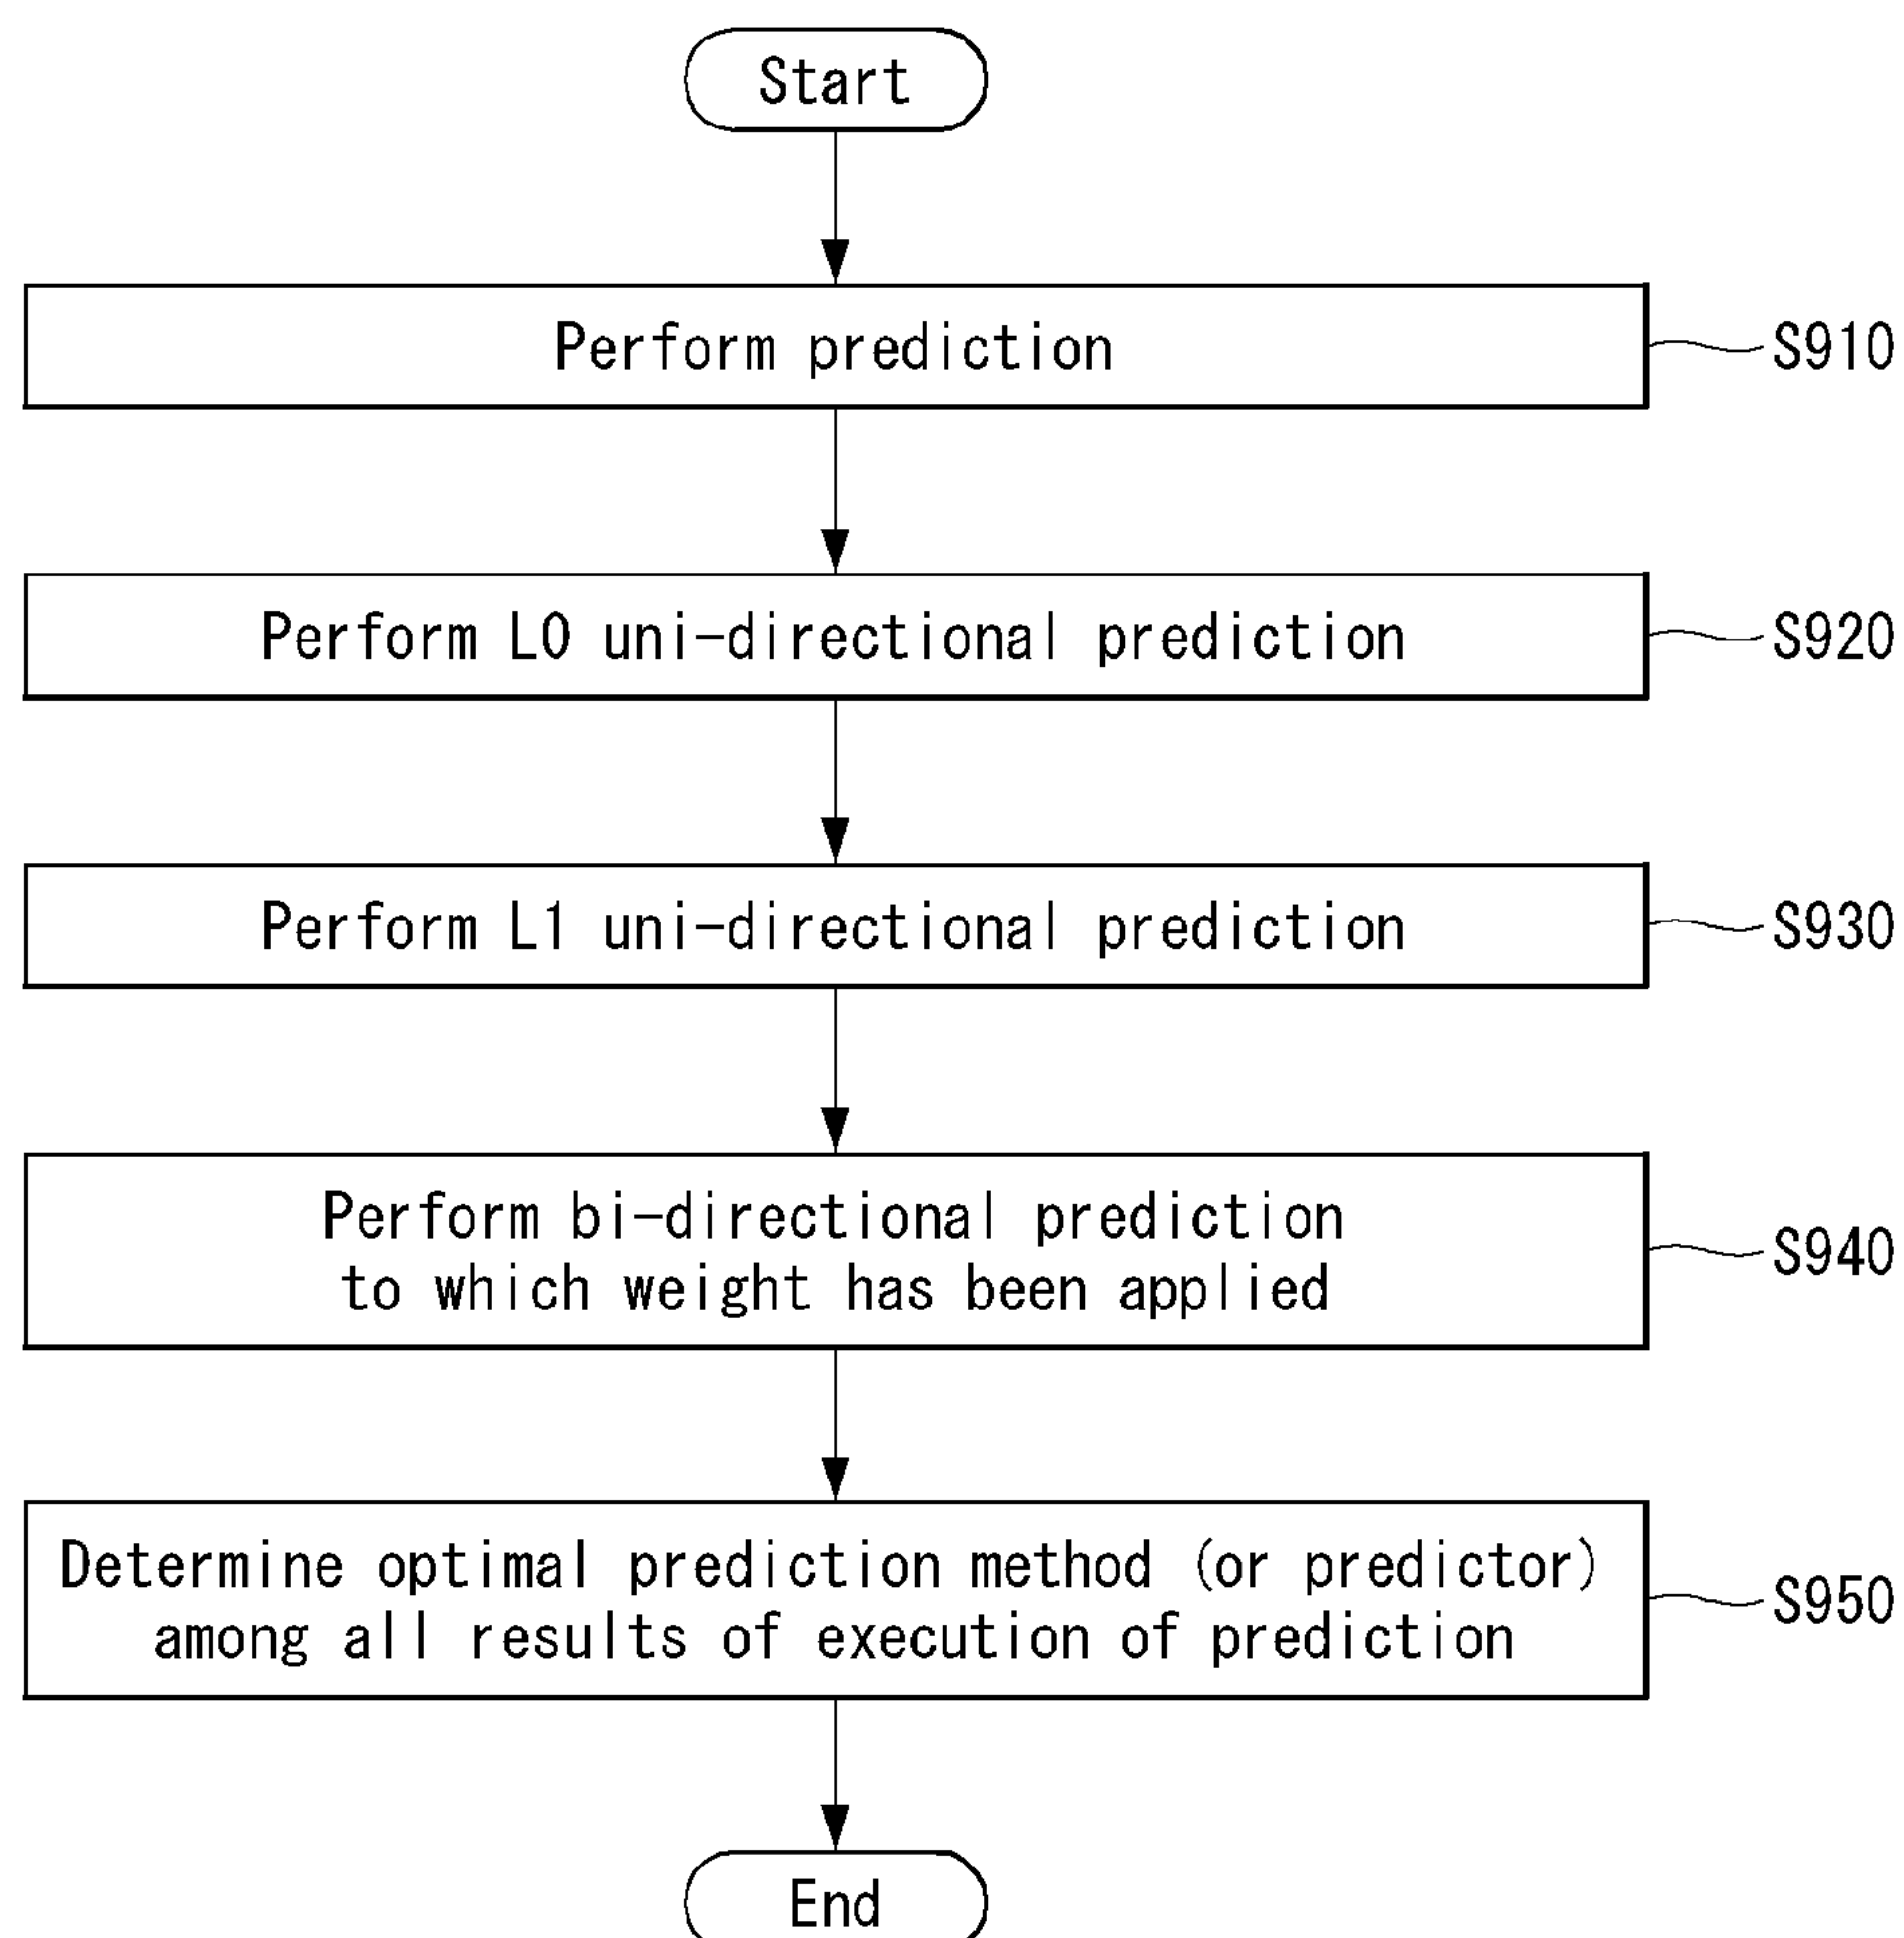 Start
Perform prediction
S910
Perform L0 uni-directional prediction
S920
Perform L1 uni-directional prediction
S930
Perform bi-directional prediction
to which weight has been applied
S940
Determine optimal prediction method (or predictor)
among all results of execution of prediction
S950
End